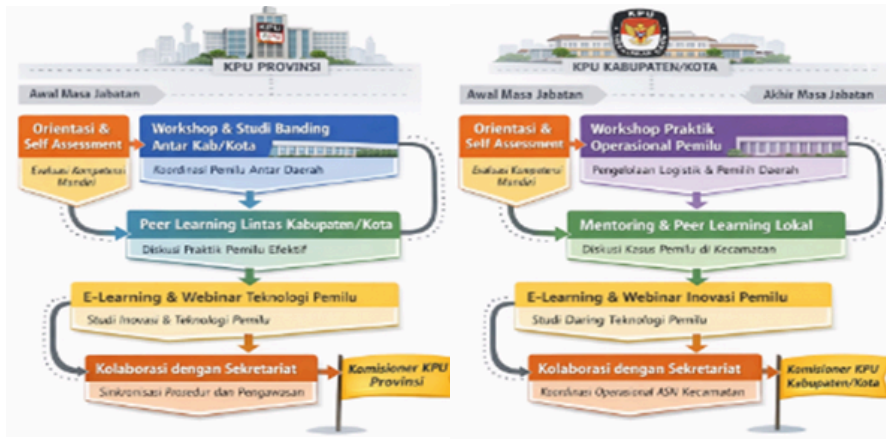 KPU
KPU PROVINSI
Awal Masa Jabatan
Orientasi &
Self Assessment
Evaluasi Kompetensi
Mandiri
Workshop & Studi Banding
Antar Kab/Kota
Koordinasi Pemilu Antar Daerah
Peer Learning Lintas Kabupaten/Kota
Diskusi Praktik Pemilu Efektif
E-Learning & Webinar Teknologi Pemilu
Studi Inovasi & Teknologi Pemilu
Kolaborasi dengan Sekretariat
Sinkronisasi Prosedur dan Pengawasan
Komisioner KPU
Provinsi
KPU
KPU KABUPATEN/KOTA
Awal Masa Jabatan
Akhir Masa Jabatan
Orientasi &
Self Assessment
Evaluasi Kompetensi
Mandiri
Workshop Praktik
Operasional Pemilu
Pengelolaan Logistik & Pemilih Daerah
Mentoring & Peer Learning Lokal
Diskusi Kasus Pemilu di Kecamatan
E-Learning & Webinar Inovasi Pemilu
Studi Daring Teknologi Pemilu
Kolaborasi dengan Sekretariat
Koordinasi Operasional ASN Kecamatan
Komisioner KPU
Kabupaten/Kota